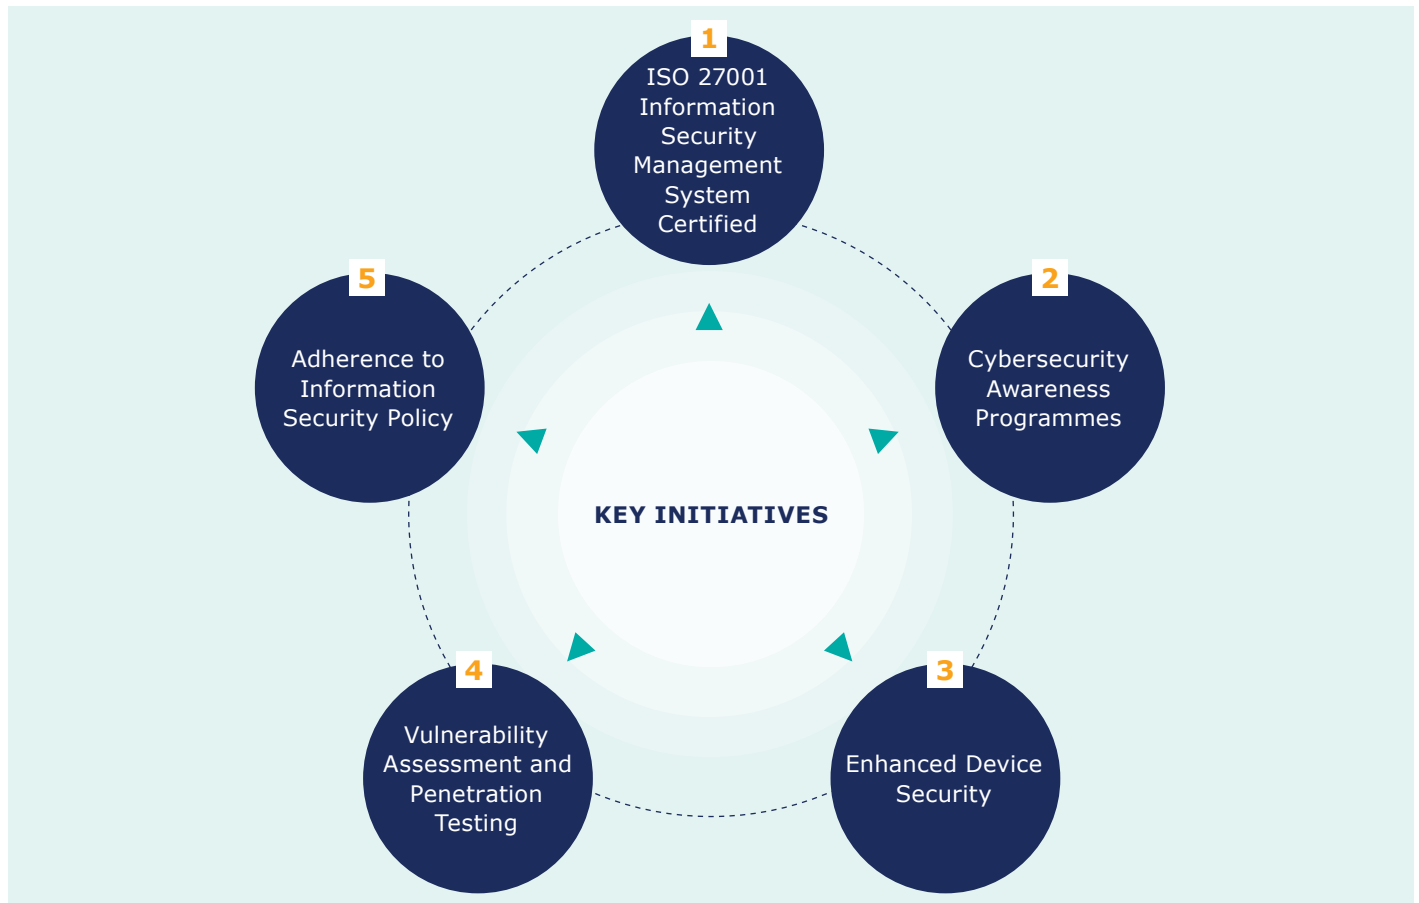 1
ISO 27001
Information
Security
Management
System
Certified
2
Cybersecurity
Awareness
Programmes
3
Enhanced Device
Security
4
Vulnerability
Assessment and
Penetration
Testing
5
Adherence to
Information
Security Policy
KEY INITIATIVES